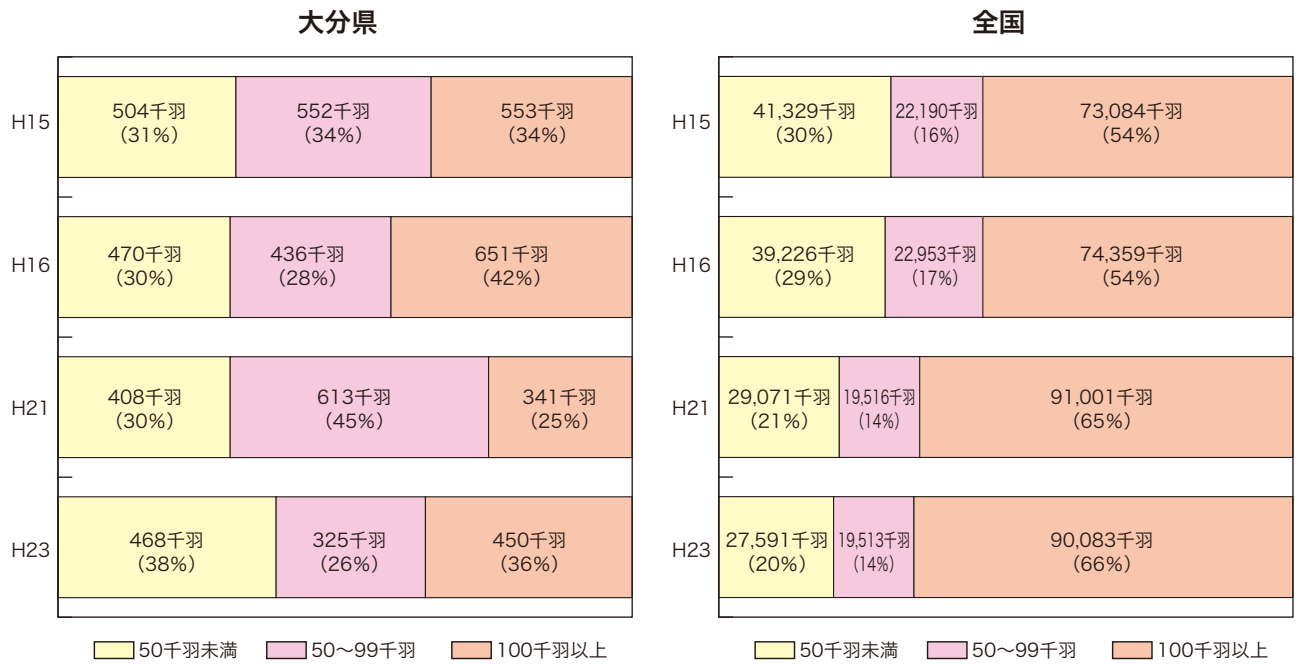 大分県
H15
504千羽
（31%）
552千羽
（34%）
553千羽
（34%）
H16
470千羽
（30%）
436千羽
（28%）
651千羽
（42%）
H21
408千羽
（30%）
613千羽
（45%）
341千羽
（25%）
H23
468千羽
（38%）
325千羽
（26%）
450千羽
（36%）
50千羽未満
50〜99千羽
100千羽以上
全国
H15
41,329千羽
（30%）
22,190千羽
（16%）
73,084千羽
（54%）
H16
39,226千羽
（29%）
22,953千羽
（17%）
74,359千羽
（54%）
H21
29,071千羽
（21%）
19,516千羽
（14%）
91,001千羽
（65%）
H23
27,591千羽
（20%）
19,513千羽
（14%）
90,083千羽
（66%）
50千羽未満
50〜99千羽
100千羽以上